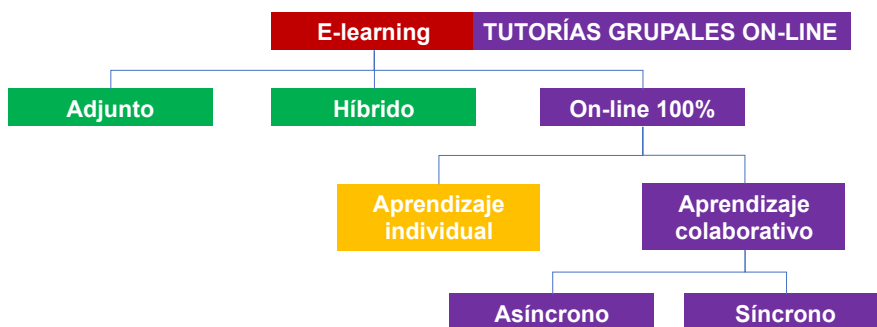 E-learning TUTORÍAS GRUPALES ON-LINE
Adjunto Híbrido On-line 100%
Aprendizaje individual
Aprendizaje colaborativo
Asíncrono Síncrono